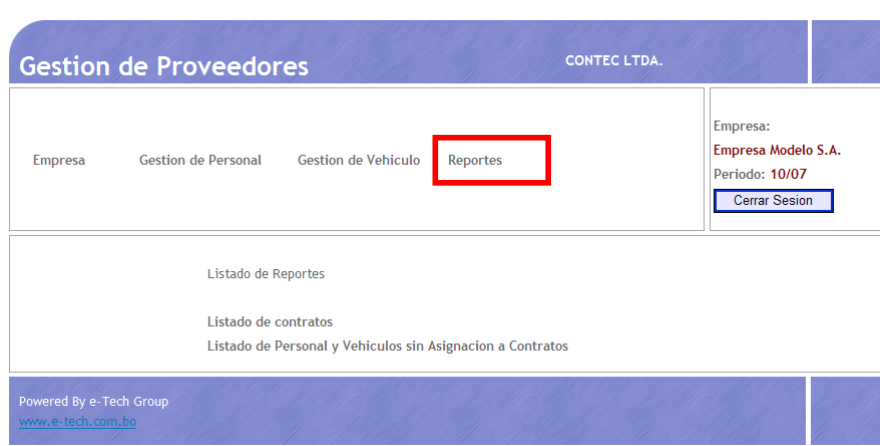 Gestion de Proveedores
CONTEC LTDA.
Empresa
Gestion de Personal
Gestion de Vehiculo
Reportes
Empresa:
Empresa Modelo S.A.
Periodo: 10/07
Cerrar Sesion
Listado de Reportes
Listado de contratos
Listado de Personal y Vehiculos sin Asignacion a Contratos
Powered By e-Tech Group
www.e-tech.com.bo